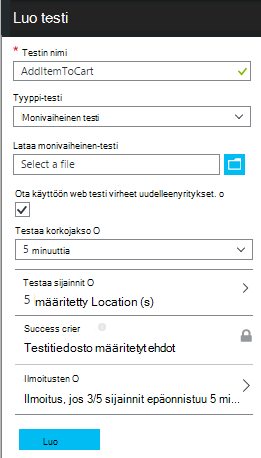 Luo testi
* Testin nimi
AddItemToCart
Tyyppi-testi
Monivaiheinen testi
Lataa monivaiheinen-testi
Select a file
Ota käyttöön web testi virheet uudelleenyritykset. o
Testaa korkojakso O
5 minuuttia
Testaa sijainnit O
5 määritetty Location (s)
Success crier
Testitiedosto määritetyt ehdot
Ilmoitusten O
Ilmoitus, jos 3/5 sijainnit epäonnistuu 5 mi...
Luo